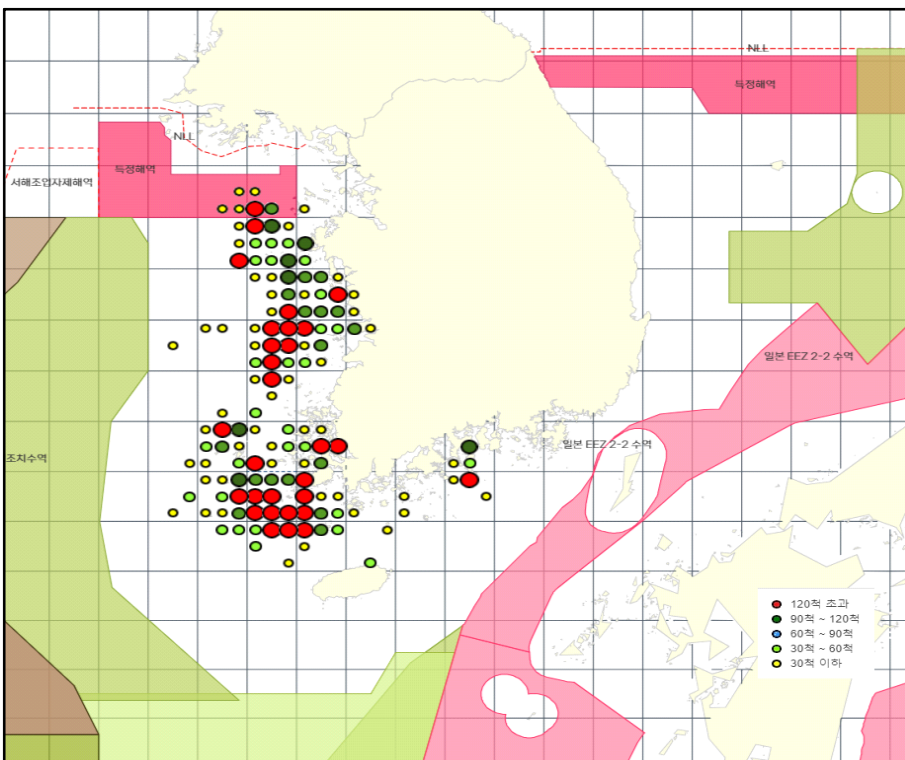 NLL
득정해역
NLL
득정해역
서해조업자제해역
일본 EEZ 2-2 수역
일본 EEZ 2-2 수역
조치수역
120척 초과
90척 ~ 120척
60척 ~ 90척
30척 ~ 60척
30척 이하